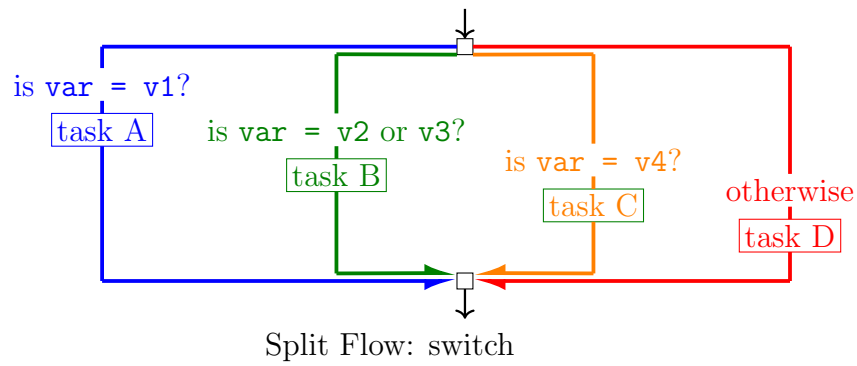 is var = v1?
task A
is var = v2 or v3?
task B
is var = v4?
task C
otherwise
task D
Split Flow: switch